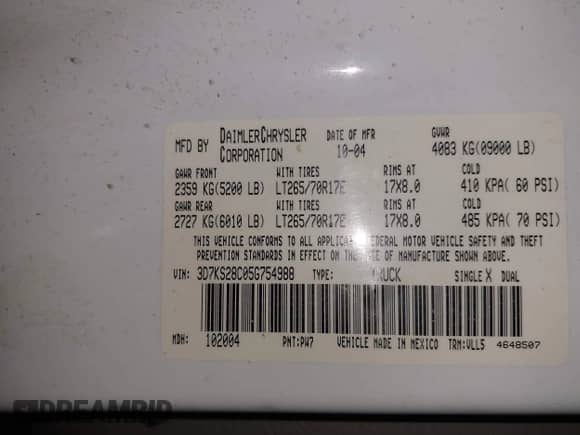 MFD BY DAIMLERCHRYSLER CORPORATION DATE OF MFR 10-04 GVWR 4083 KG(09000 LB)
GAWR FRONT WITH TIRES RIMS AT COLD
2359 KG(5200 LB) LT265/70R17E 17X8.0 410 KPA( 60 PSI)
GAWR REAR WITH TIRES RIMS AT COLD
2727 KG(6010 LB) LT265/70R17E 17X8.0 485 KPA( 70 PSI)
THIS VEHICLE CONFORMS TO ALL FEDERAL MOTOR VEHICLE SAFETY AND THEFT
PREVENTION STANDARDS IN EFFECT ON THE DATE OF MANUFACTURE SHOWN ABOVE.
VIN: 3D7KS28C05G754988 TYPE: TRUCK SINGLE X DUAL
MDH: 102004 PNT:PW7 VEHICLE MADE IN MEXICO TRM:VLL5 4648507
DREAMBID